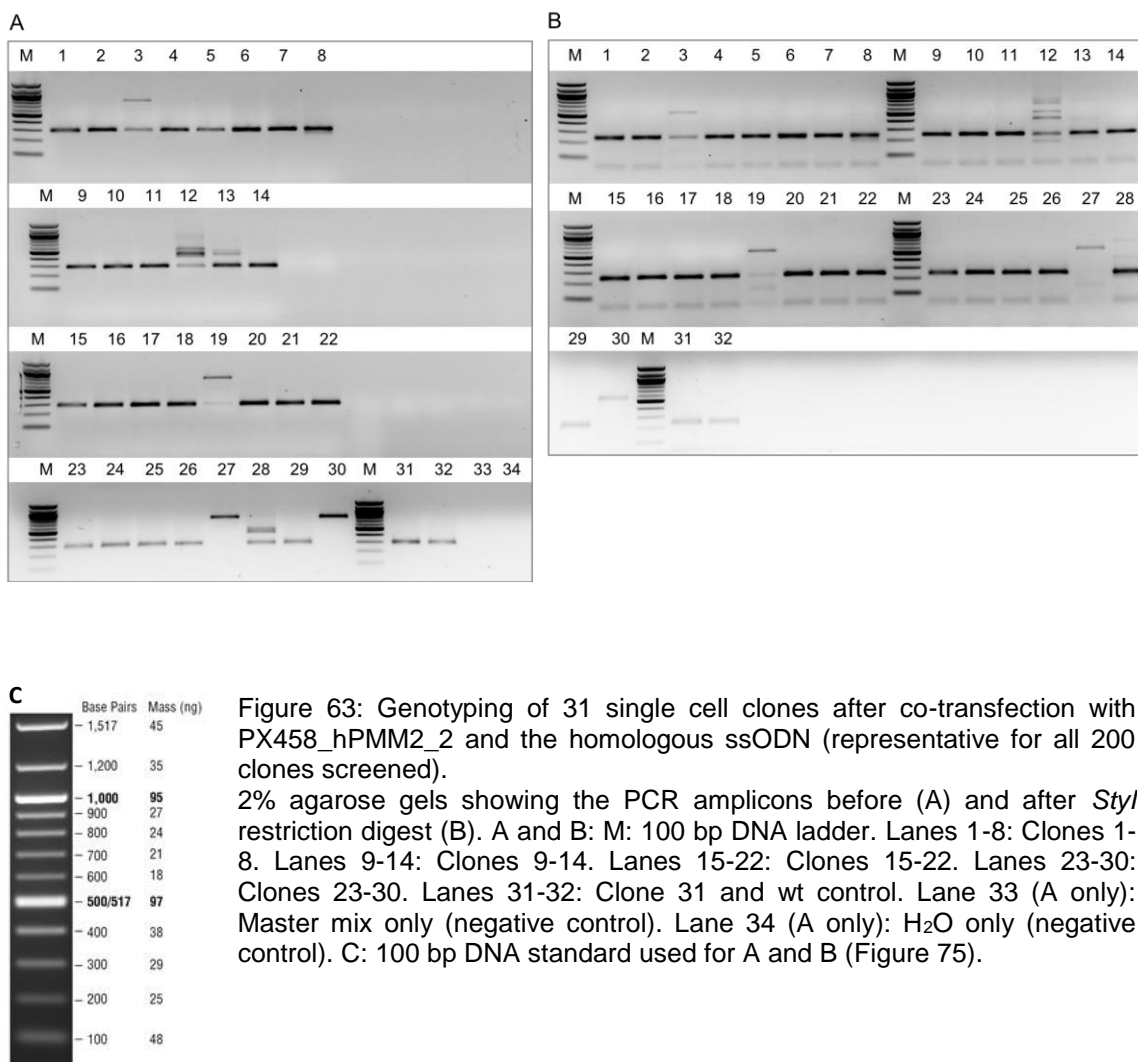 A
M 1 2 3 4 5 6 7 8
M 9 10 11 12 13 14
M 15 16 17 18 19 20 21 22
M 23 24 25 26 27 28 29 30 M 31 32 33 34
B
M 1 2 3 4 5 6 7 8 M 9 10 11 12 13 14
M 15 16 17 18 19 20 21 22 M 23 24 25 26 27 28
29 30 M 31 32
C
Base Pairs Mass (ng)
1,517 45
1,200 35
1,000 95
900 27
800 24
700 21
600 18
500/517 97
400 38
300 29
200 25
100 48
Figure 63: Genotyping of 31 single cell clones after co-transfection with
PX458_hPMM2_2 and the homologous ssODN (representative for all 200
clones screened).
2% agarose gels showing the PCR amplicons before (A) and after StyI
restriction digest (B). A and B: M: 100 bp DNA ladder. Lanes 1-8: Clones 1-
8. Lanes 9-14: Clones 9-14. Lanes 15-22: Clones 15-22. Lanes 23-30:
Clones 23-30. Lanes 31-32: Clone 31 and wt control. Lane 33 (A only):
Master mix only (negative control). Lane 34 (A only): H2O only (negative
control). C: 100 bp DNA standard used for A and B (Figure 75).